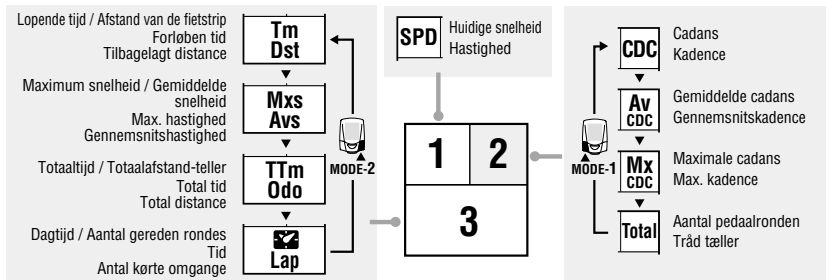 Lopende tijd / Afstand van de fietstrip
Forløben tid
Tilbagelagt distance
Tm
Dst
Maximum snelheid / Gemiddelde
snelheid
Max. hastighed
Gennemsnitshastighed
Mxs
Avs
Totaaltijd / Totaalafstand-teller
Total tid
Total distance
TTm
Odo
Dagtijd / Aantal gereden rondes
Tid
Antal kørte omgange
Lap
MODE-2
SPD
Huidige snelheid
Hastighed
1
2
3
MODE-1
CDC
Cadans
Kadence
Av
CDC
Gemiddelde cadans
Gennemsnitskadence
Mx
CDC
Maximale cadans
Max. kadence
Total
Aantal pedaalronden
Tråd tæller